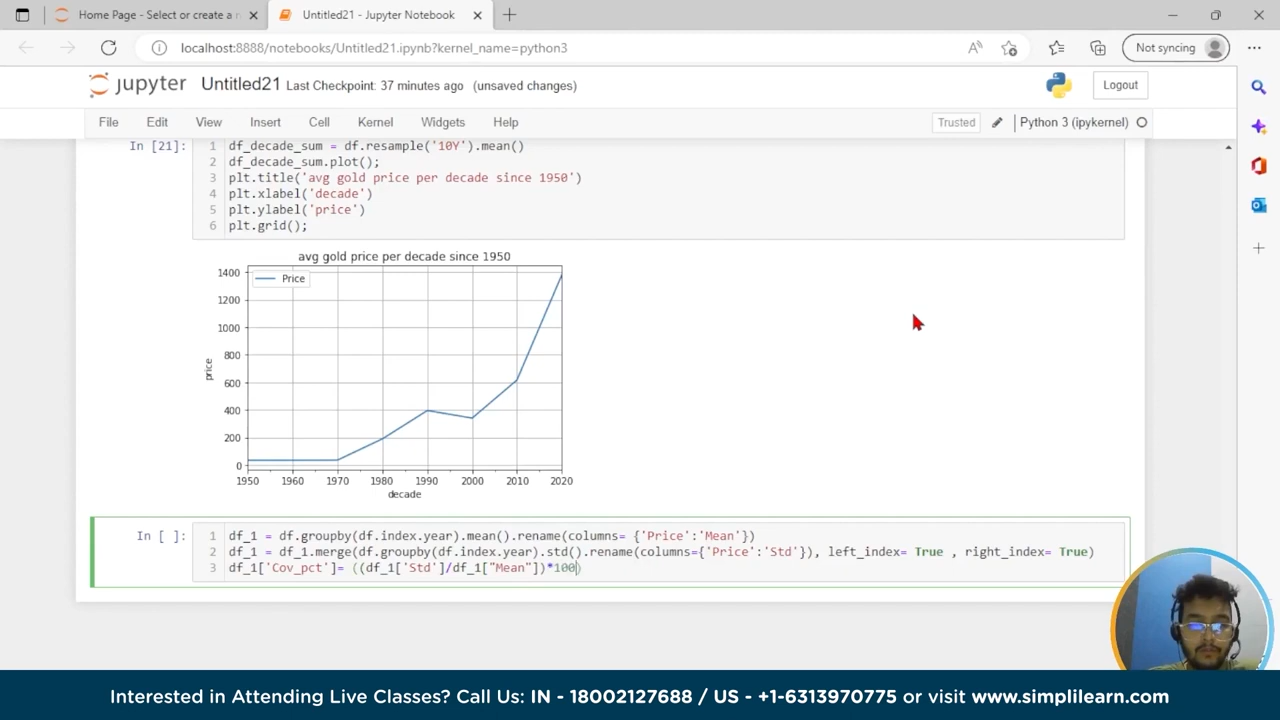 Home Page - Select or create a n
Untitled21 - Jupyter Notebook
localhost:8888/notebooks/Untitled21.ipynb?kernel_name=python3
Not syncing
jupyter Untitled21 Last Checkpoint: 37 minutes ago (unsaved changes)
Logout
File Edit View Insert Cell Kernel Widgets Help
Trusted
Python 3 (ipykernel)
In [21]:
1 df_decade_sum = df.resample('10Y').mean()
2 df_decade_sum.plot();
3 plt.title('avg gold price per decade since 1950')
4 plt.xlabel('decade')
5 plt.ylabel('price')
6 plt.grid();
avg gold price per decade since 1950
Price
1400
1200
1000
800
600
400
200
0
price
1950 1960 1970 1980 1990 2000 2010 2020
decade
In [ ]:
1 df_1 = df.groupby(df.index.year).mean().rename(columns= {'Price':'Mean'})
2 df_1 = df_1.merge(df.groupby(df.index.year).std().rename(columns={'Price':'Std'}), left_index= True , right_index= True)
3 df_1['Cov_pct']= ((df_1['Std']/df_1["Mean"])*100)
Interested in Attending Live Classes? Call Us: IN - 18002127688 / US - +1-6313970775 or visit www.simplilearn.com